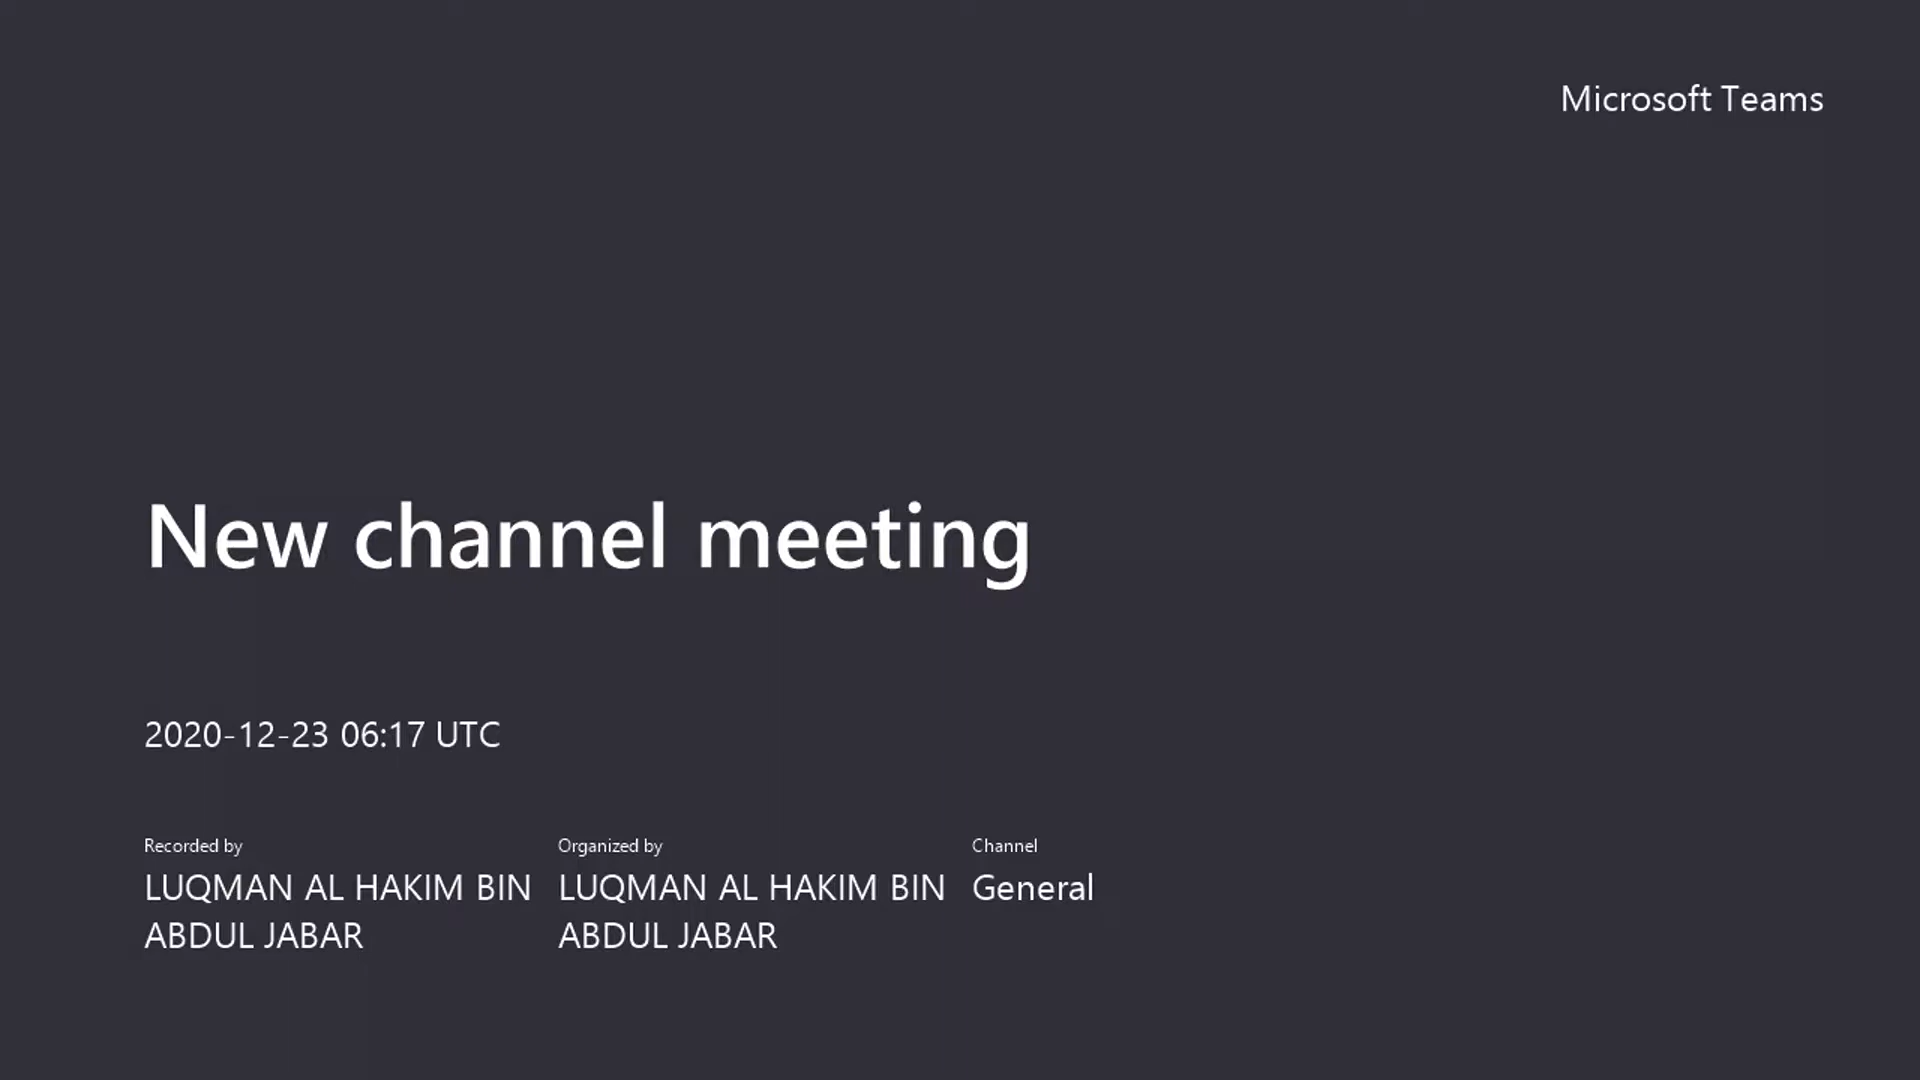 Microsoft Teams
New channel meeting
2020-12-23 06:17 UTC
Recorded by
LUQMAN AL HAKIM BIN
ABDUL JABAR
Organized by
LUQMAN AL HAKIM BIN
ABDUL JABAR
Channel
General